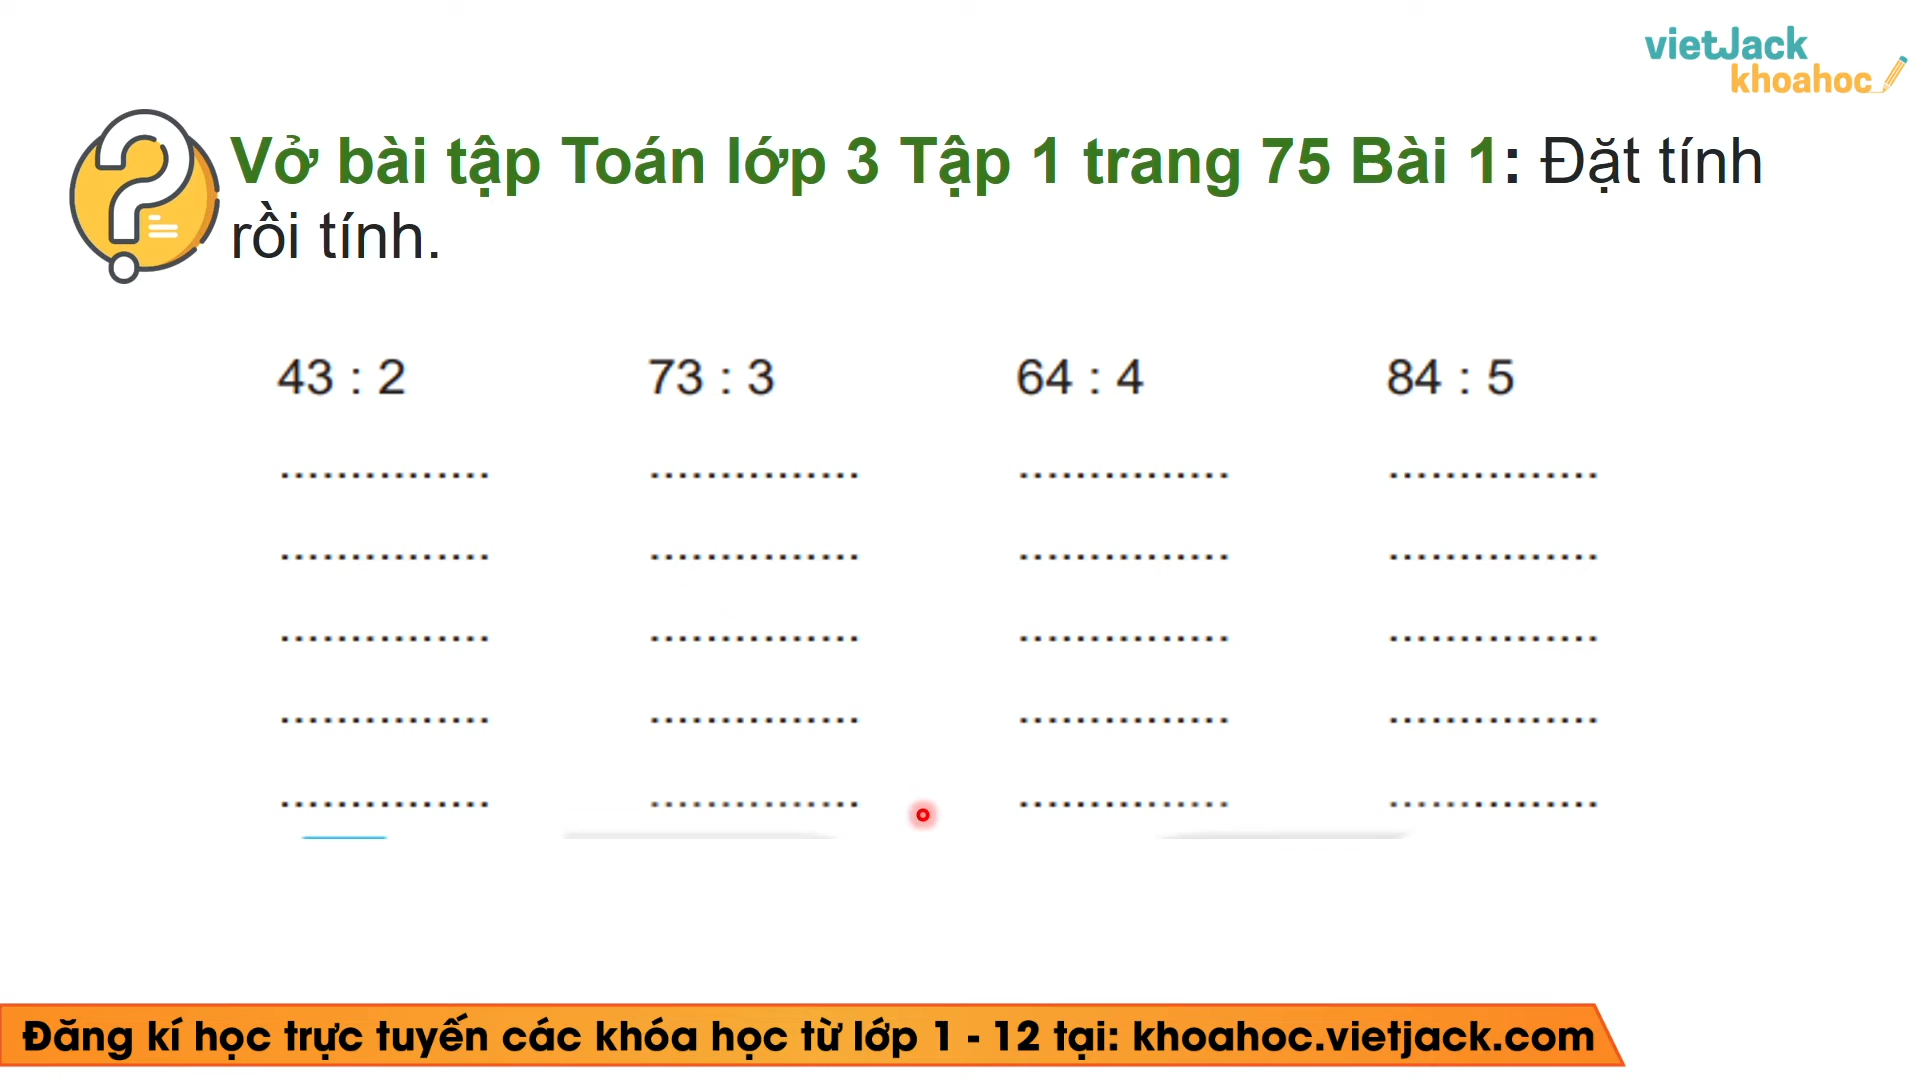 vietJack
khoahoc
Vở bài tập Toán lớp 3 Tập 1 trang 75 Bài 1: Đặt tính
rồi tính.
43 : 2 73 : 3 64 : 4 84 : 5
............... ............... ............... ...............
............... ............... ............... ...............
............... ............... ............... ...............
............... ............... ............... ...............
............... ............... ............... ...............
Đăng kí học trực tuyến các khóa học từ lớp 1 - 12 tại: khoahoc.vietjack.com